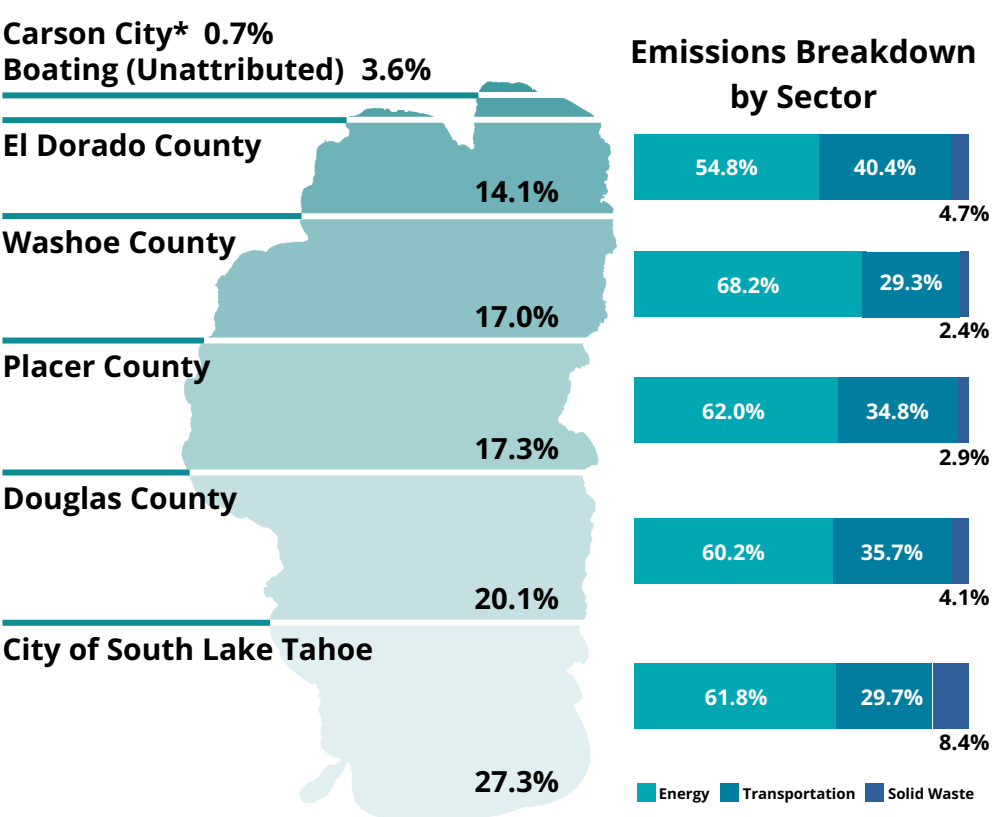 Carson City* 0.7%
Boating (Unattributed) 3.6%
Emissions Breakdown
by Sector
El Dorado County
14.1%
54.8%
40.4%
4.7%
Washoe County
17.0%
68.2%
29.3%
2.4%
Placer County
17.3%
62.0%
34.8%
2.9%
Douglas County
20.1%
60.2%
35.7%
4.1%
City of South Lake Tahoe
27.3%
61.8%
29.7%
8.4%
Energy
Transportation
Solid Waste